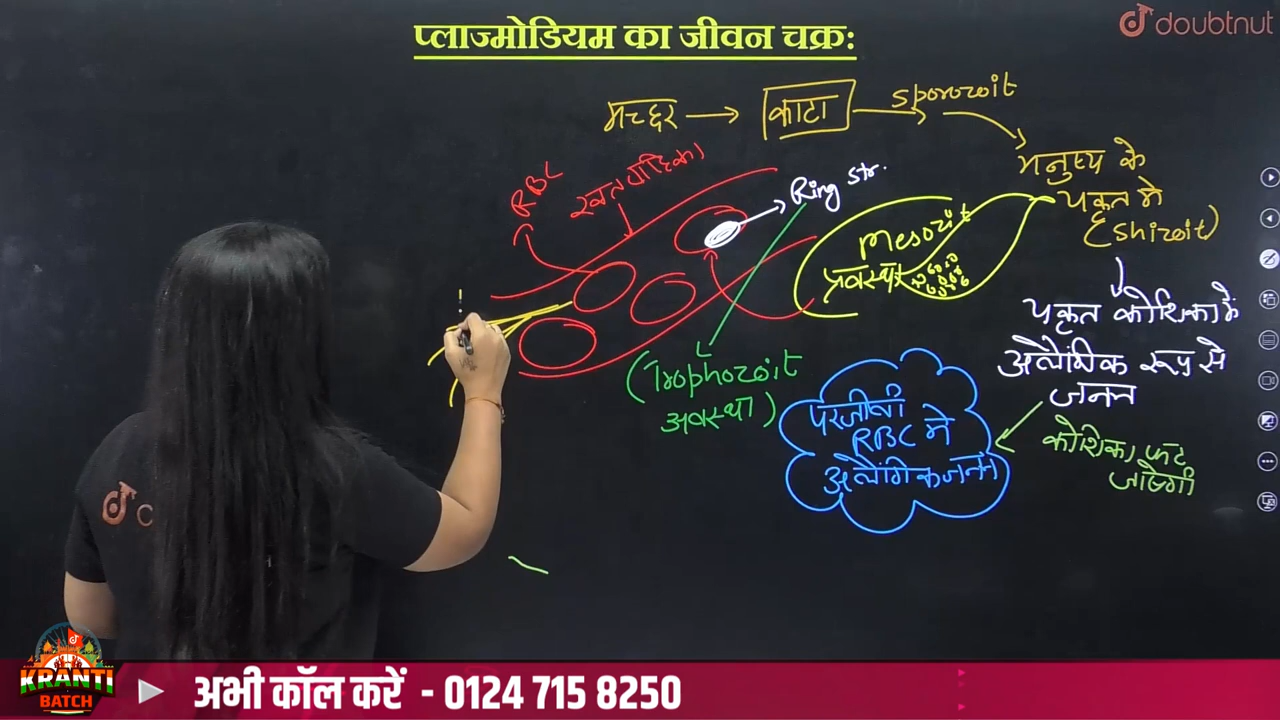 प्लाज्मोडियम का जीवन चक्र:
doubtnut
मच्छर → काटा → sporozoit
मनुष्य के
यकृत में
(Shizoit)
RBC
रक्तवाहिका
Ring str.
Mesozoit
प्रवस्था
यकृत कोशिका में
अलैंगिक रूप से
जनन
कोशिका फट
जाएगी
(Trophozoit
अवस्था)
परजीवी
RBC में
अलैंगिक जनन
KRANTI
BATCH
अभी कॉल करें - 0124 715 8250